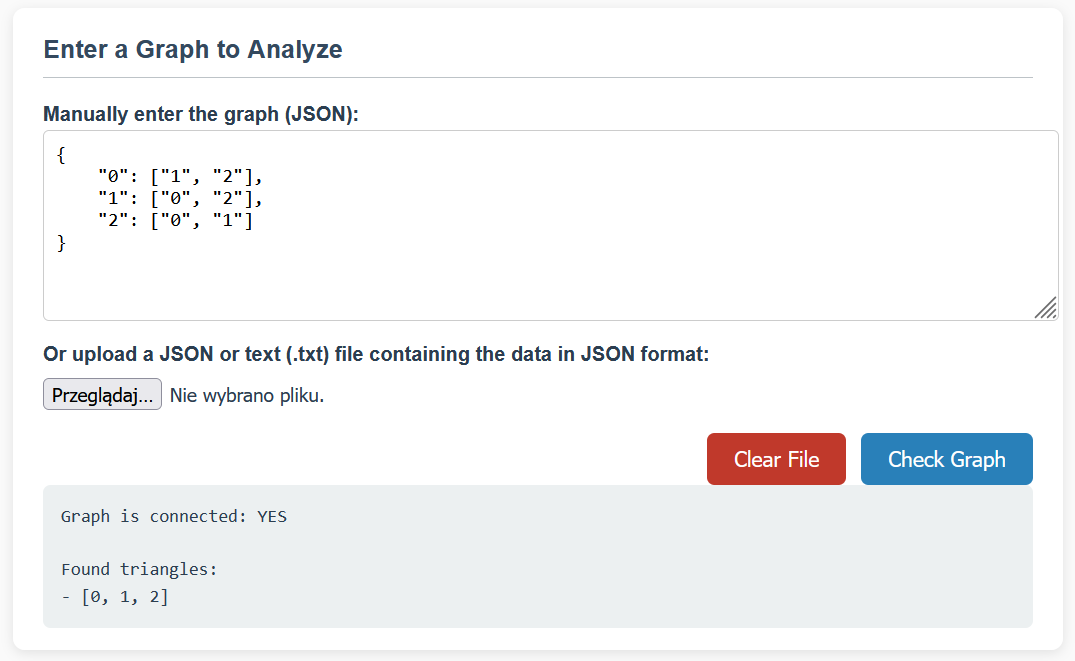 Enter a Graph to Analyze
Manually enter the graph (JSON):
{
    "0": ["1", "2"],
    "1": ["0", "2"],
    "2": ["0", "1"]
}
Or upload a JSON or text (.txt) file containing the data in JSON format:
Przeglądaj... Nie wybrano pliku.
Clear File Check Graph
Graph is connected: YES
Found triangles:
- [0, 1, 2]